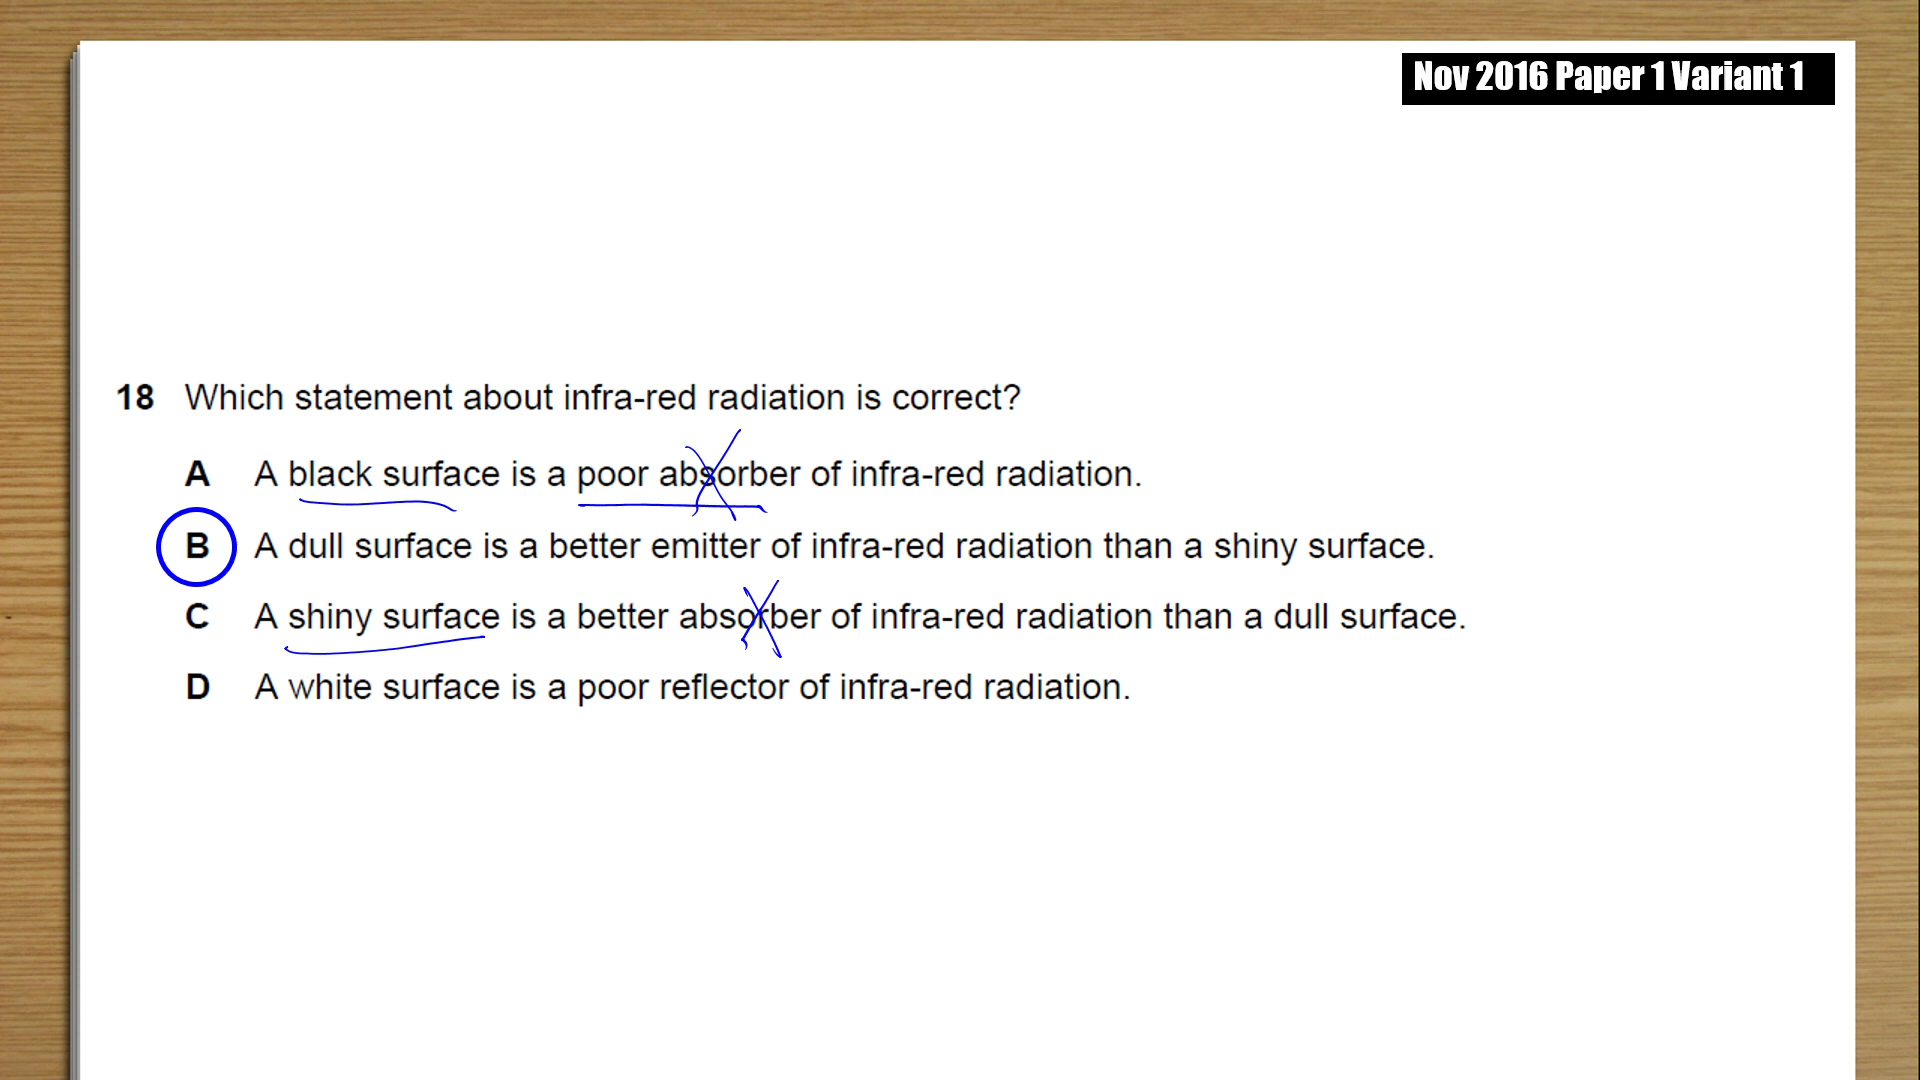 Nov 2016 Paper 1 Variant 1
18 Which statement about infra-red radiation is correct?
A A black surface is a poor absorber of infra-red radiation.
B A dull surface is a better emitter of infra-red radiation than a shiny surface.
C A shiny surface is a better absorber of infra-red radiation than a dull surface.
D A white surface is a poor reflector of infra-red radiation.